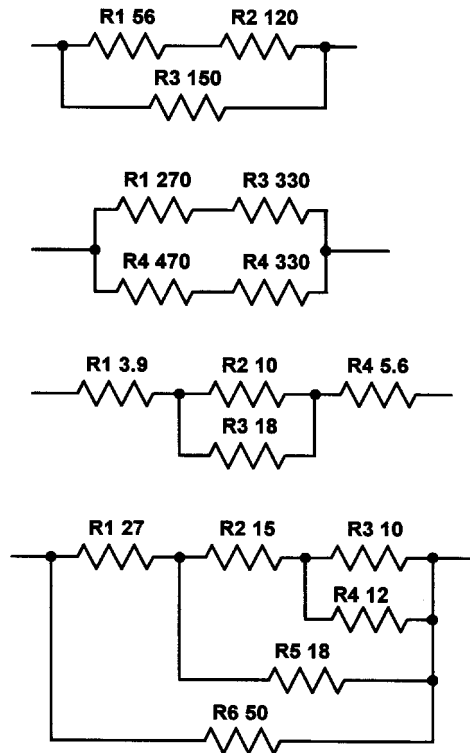 R1 56 R2 120
R3 150
R1 270 R3 330
R4 470 R4 330
R1 3.9 R2 10 R4 5.6
R3 18
R1 27 R2 15 R3 10
R4 12
R5 18
R6 50